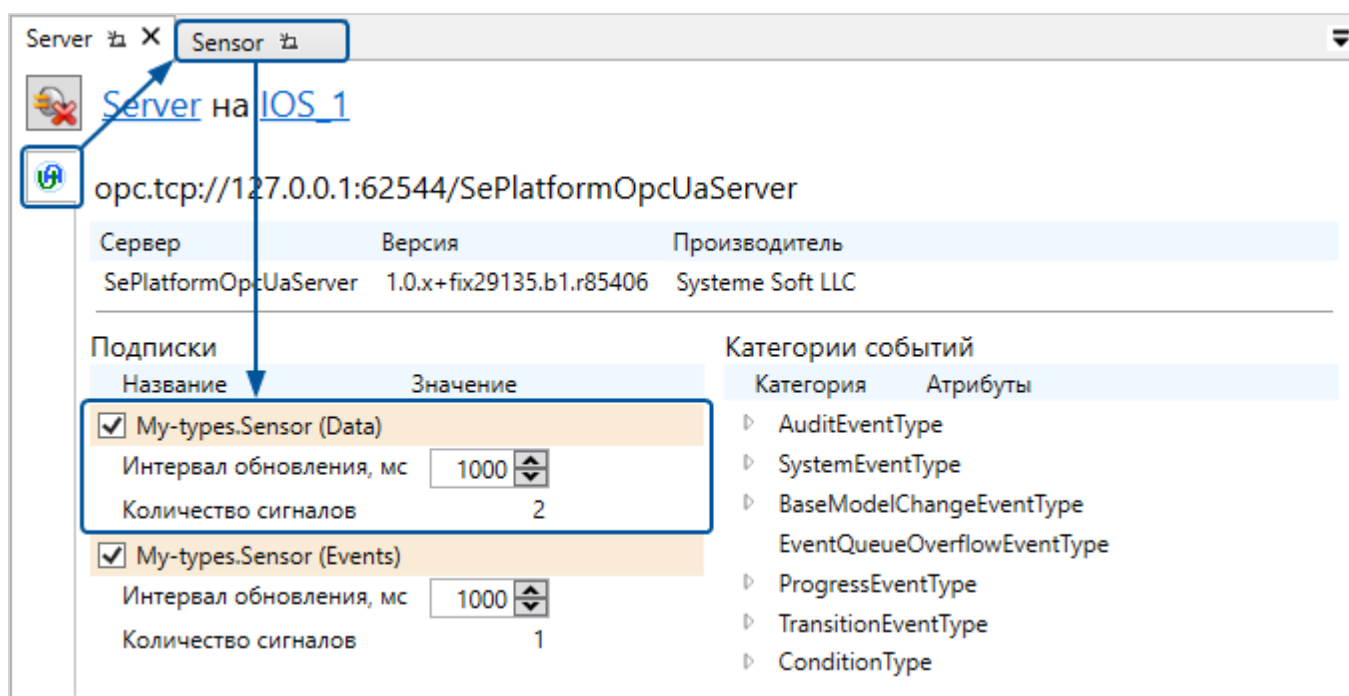 Server
Sensor
Server на IOS_1
opc.tcp://127.0.0.1:62544/SePlatformOpcUaServer
Сервер Версия Производитель
SePlatformOpcUaServer 1.0.x+fix29135.b1.r85406 Systeme Soft LLC
Подписки
Название Значение
My-types.Sensor (Data)
Интервал обновления, мс 1000
Количество сигналов 2
My-types.Sensor (Events)
Интервал обновления, мс 1000
Количество сигналов 1
Категории событий
Категория Атрибуты
AuditEventType
SystemEventType
BaseModelChangeEventType
EventQueueOverflowEventType
ProgressEventType
TransitionEventType
ConditionType